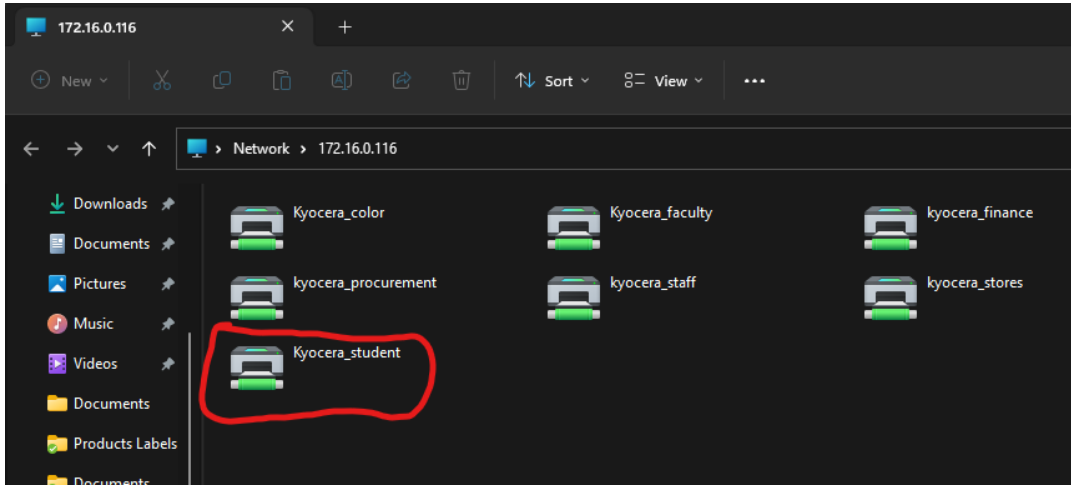 172.16.0.116
New
Sort
View
Network > 172.16.0.116
Downloads
Documents
Pictures
Music
Videos
Documents
Products Labels
Documents
Kyocera_color
Kyocera_faculty
kyocera_finance
kyocera_procurement
kyocera_staff
kyocera_stores
Kyocera_student